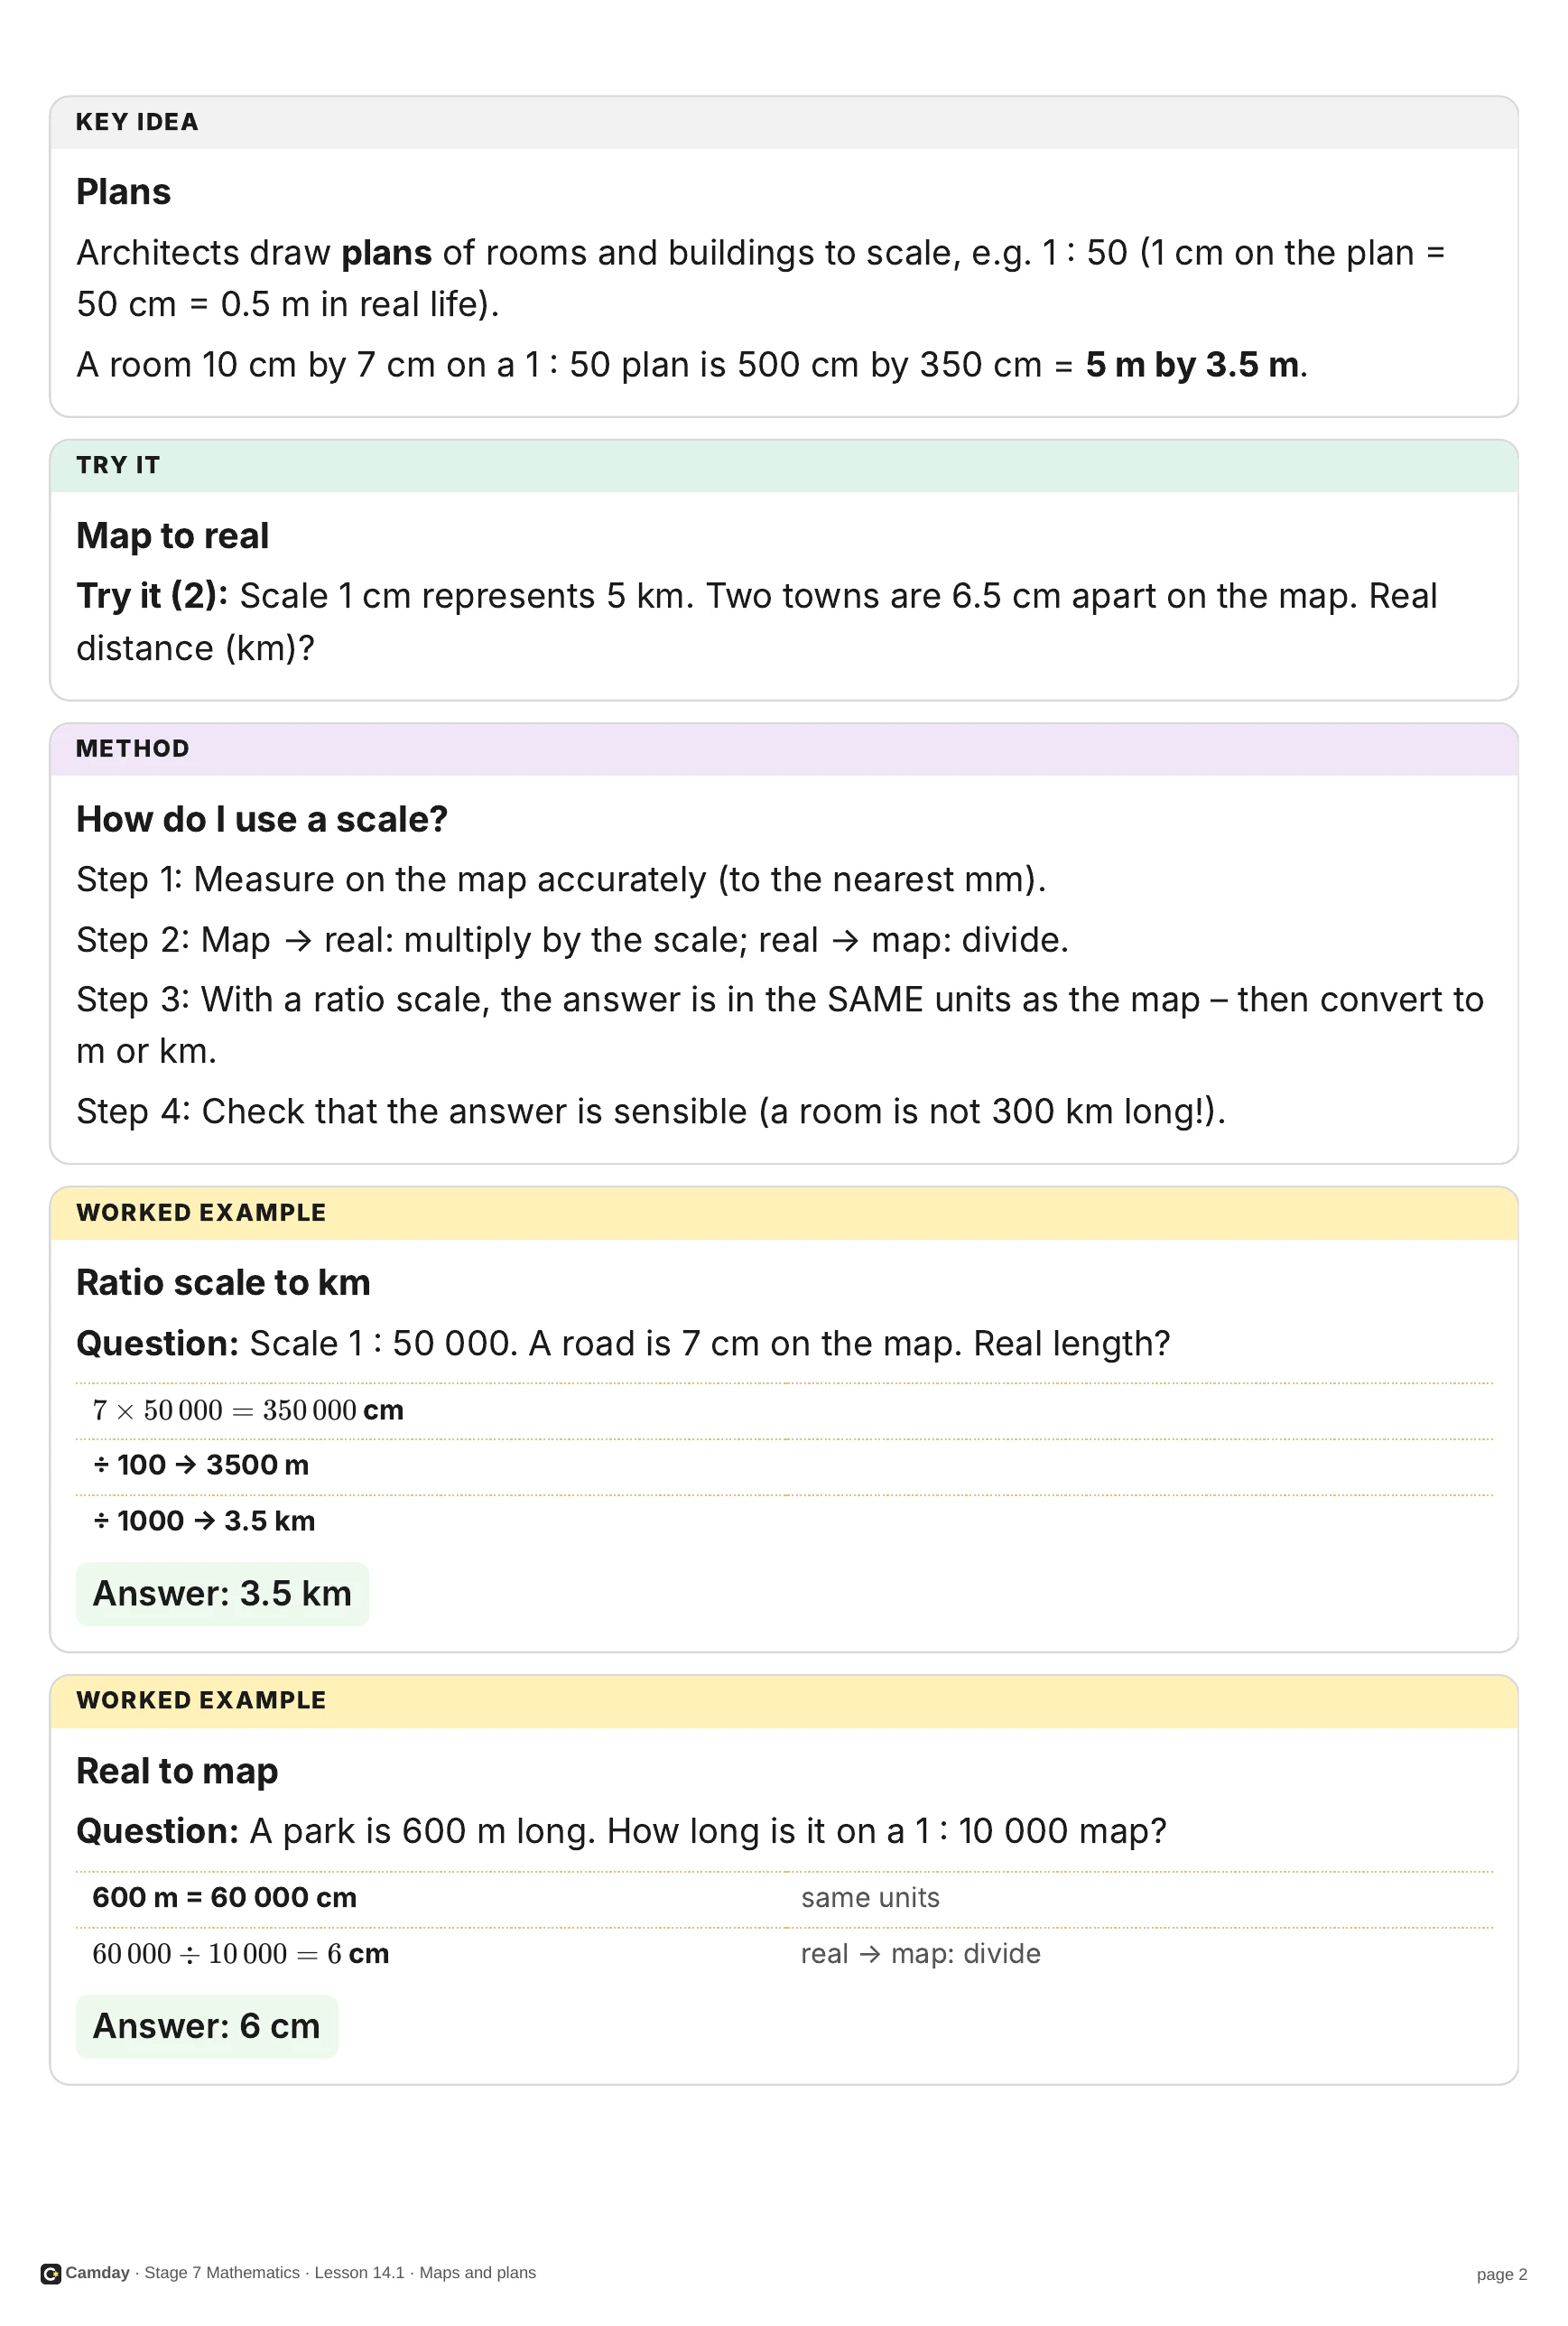 KEY IDEA
Plans
Architects draw plans of rooms and buildings to scale, e.g. 1 : 50 (1 cm on the plan =
50 cm = 0.5 m in real life).
A room 10 cm by 7 cm on a 1 : 50 plan is 500 cm by 350 cm = 5 m by 3.5 m.
TRY IT
Map to real
Try it (2): Scale 1 cm represents 5 km. Two towns are 6.5 cm apart on the map. Real
distance (km)?
METHOD
How do I use a scale?
Step 1: Measure on the map accurately (to the nearest mm).
Step 2: Map → real: multiply by the scale; real → map: divide.
Step 3: With a ratio scale, the answer is in the SAME units as the map – then convert to
m or km.
Step 4: Check that the answer is sensible (a room is not 300 km long!).
WORKED EXAMPLE
Ratio scale to km
Question: Scale 1 : 50 000. A road is 7 cm on the map. Real length?
7 × 50 000 = 350 000 cm
÷ 100 → 3500 m
÷ 1000 → 3.5 km
Answer: 3.5 km
WORKED EXAMPLE
Real to map
Question: A park is 600 m long. How long is it on a 1 : 10 000 map?
600 m = 60 000 cm same units
60 000 ÷ 10 000 = 6 cm real → map: divide
Answer: 6 cm
Camday · Stage 7 Mathematics · Lesson 14.1 · Maps and plans page 2